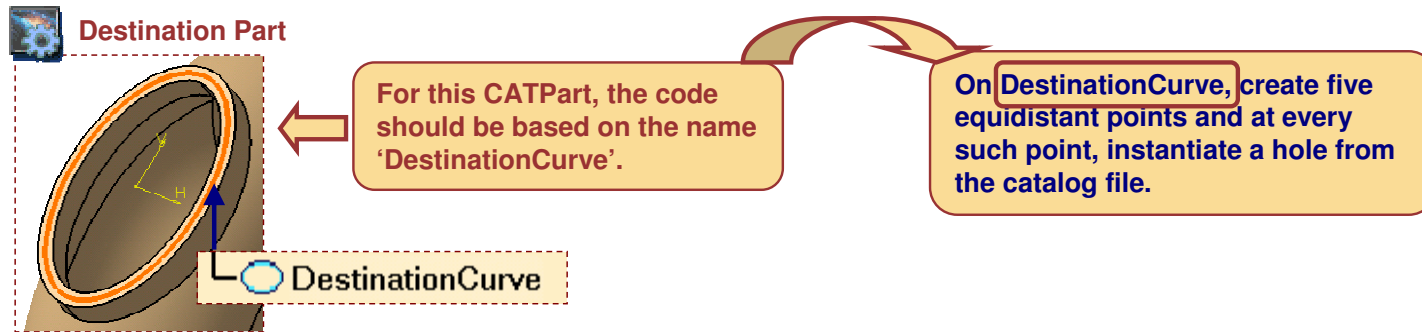 Destination Part
For this CATPart, the code
should be based on the name
‘DestinationCurve’.
On DestinationCurve, create five
equidistant points and at every
such point, instantiate a hole from
the catalog file.
V
H
DestinationCurve